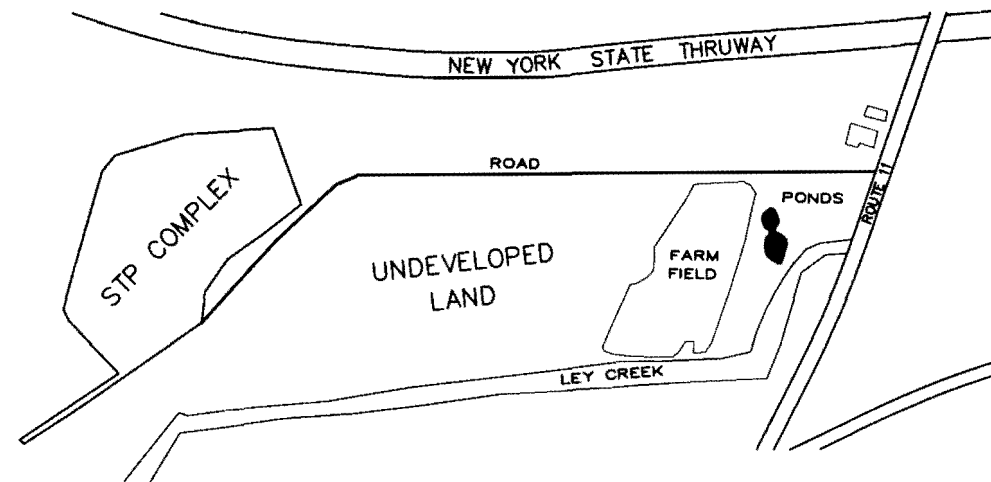 NEW YORK STATE THRUWAY
ROAD
STP COMPLEX
PONDS
ROUTE 11
UNDEVELOPED
LAND
FARM
FIELD
LEY CREEK